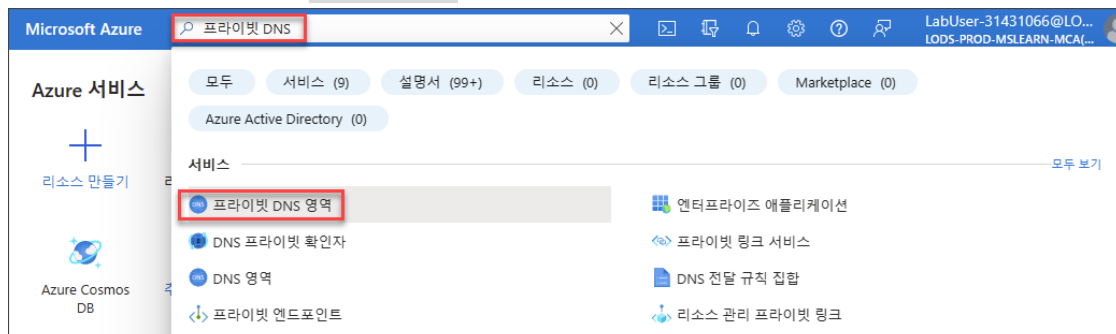 Microsoft Azure
프라이빗 DNS
LabUser-31431066@LO...
LODS-PROD-MSLEARN-MCA(...
Azure 서비스
모두
서비스 (9)
설명서 (99+)
리소스 (0)
리소스 그룹 (0)
Marketplace (0)
Azure Active Directory (0)
서비스
모두 보기
리소스 만들기
프라이빗 DNS 영역
엔터프라이즈 애플리케이션
DNS 프라이빗 확인자
프라이빗 링크 서비스
DNS 영역
DNS 전달 규칙 집합
Azure Cosmos
DB
프라이빗 엔드포인트
리소스 관리 프라이빗 링크